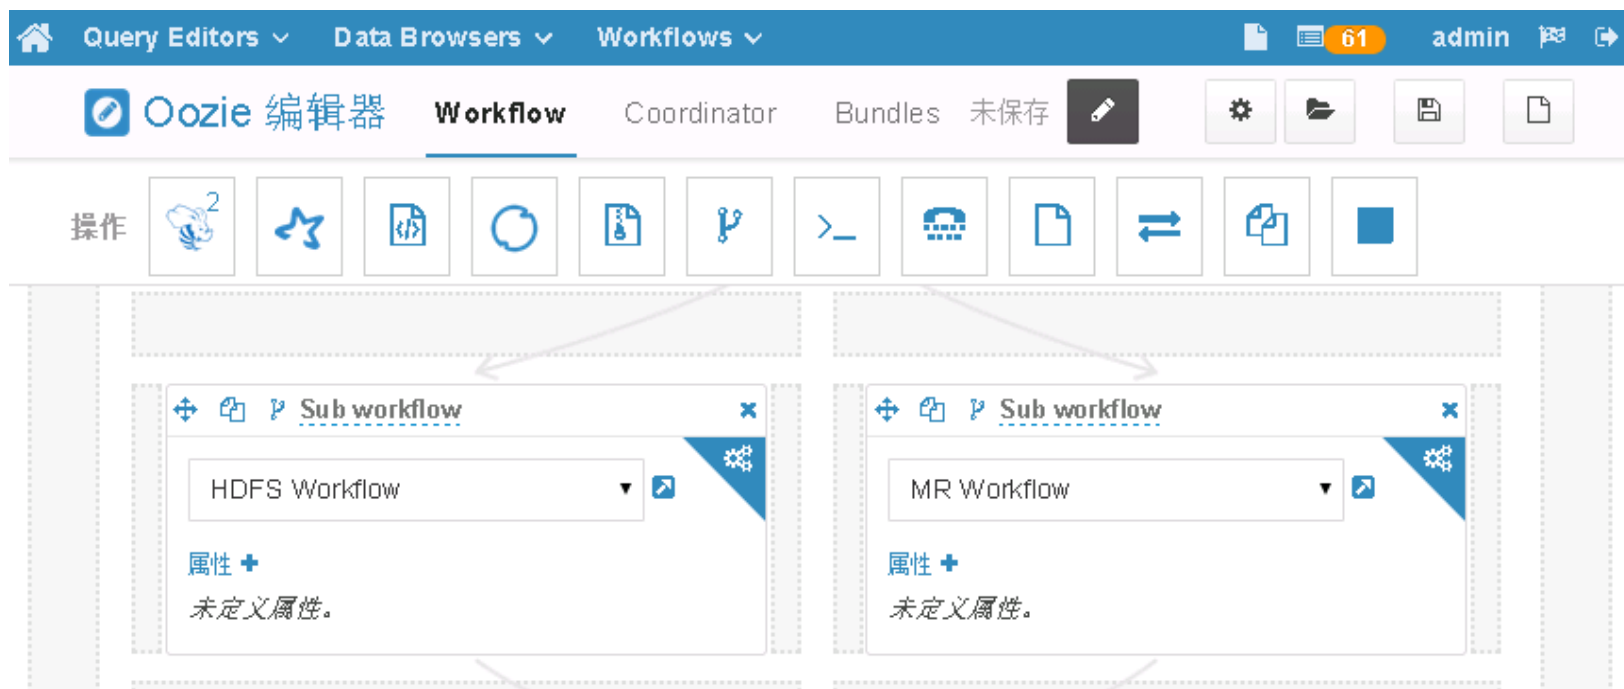 Query Editors Data Browsers Workflows 61 admin
Oozie 编辑器 Workflow Coordinator Bundles 未保存
操作 2
Sub workflow Sub workflow
HDFS Workflow MR Workflow
属性 属性
未定义属性。 未定义属性。